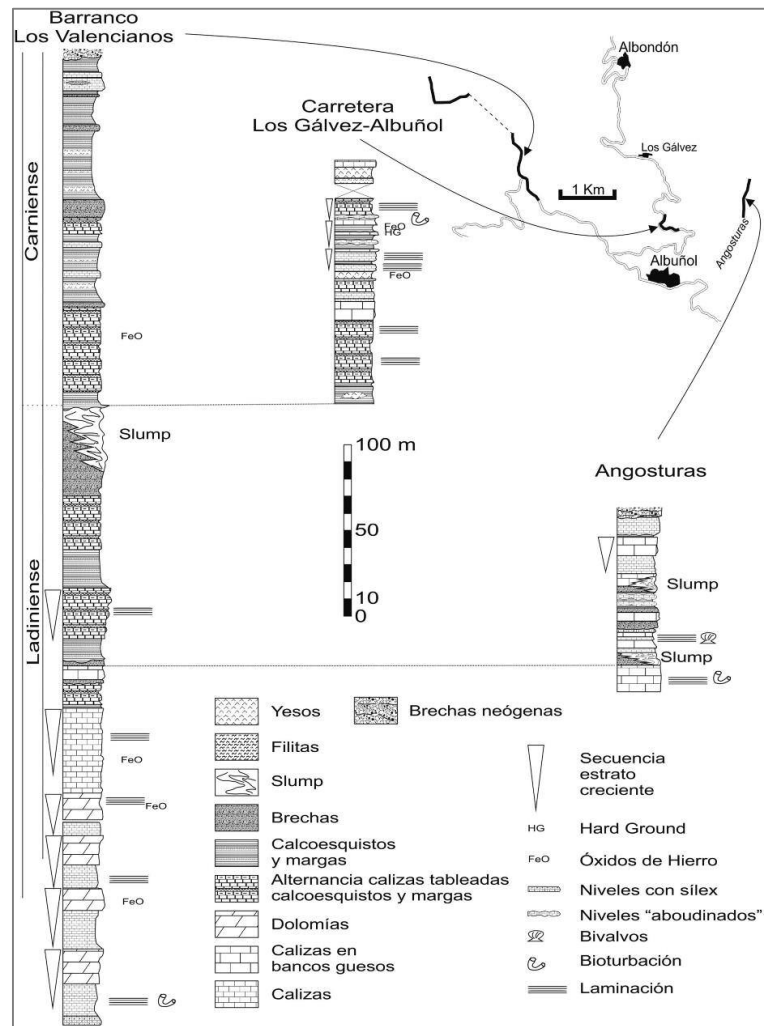 Barranco
Los Valencianos
Carretera
Los Gálvez-Albuñol
Albondón
Los Gálvez
1 Km
Albuñol
Angosturas
Carniense
Ladiniense
FeO
HG
FeO
FeO
Slump
100 m
50
10
0
Angosturas
Slump
Slump
FeO
FeO
FeO
Yesos
Filitas
Slump
Brechas
Calcoesquistos
y margas
Alternancia calizas tableadas
calcoesquistos y margas
Dolomías
Calizas en
bancos guesos
Calizas
Brechas neógenas
Secuencia
estrato
creciente
HG Hard Ground
FeO Óxidos de Hierro
Niveles con sílex
Niveles “aboudinados”
Bivalvos
Bioturbación
Laminación